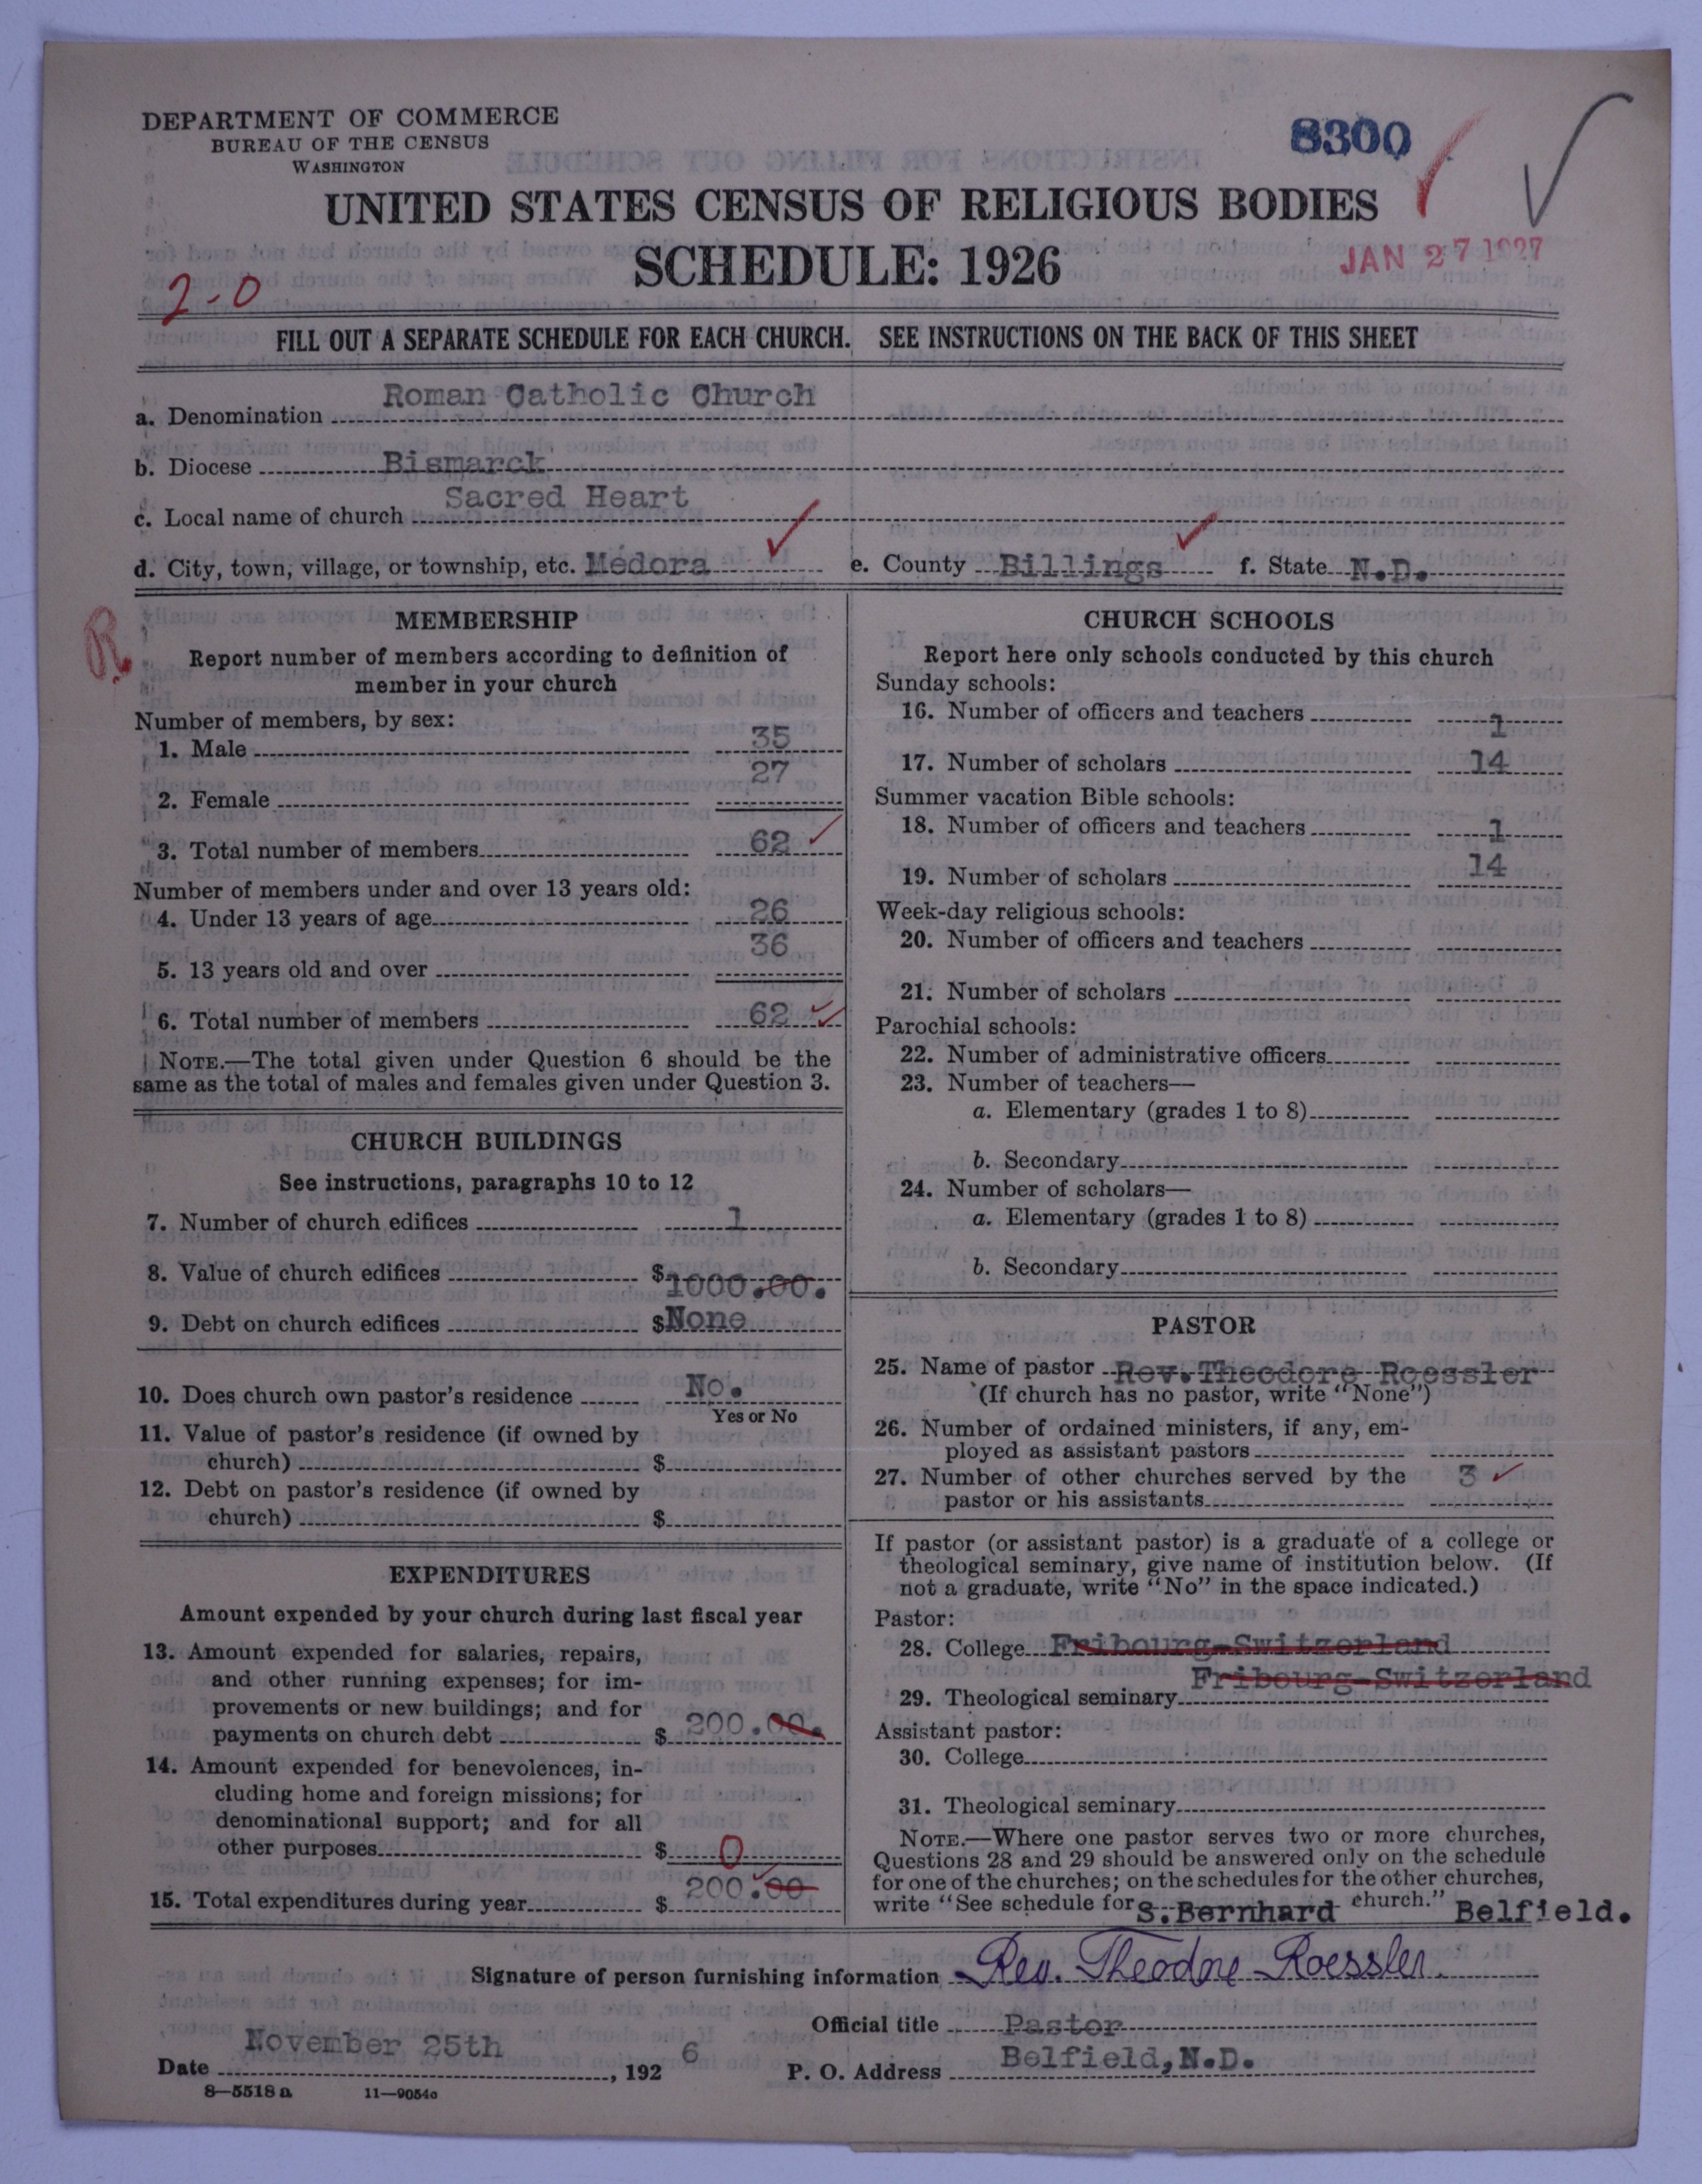 DEPARTMENT OF COMMERCE
BUREAU OF THE CENSUS
WASHINGTON
8300
UNITED STATES CENSUS OF RELIGIOUS BODIES
SCHEDULE: 1926
JAN 27 1927
2-0
FILL OUT A SEPARATE SCHEDULE FOR EACH CHURCH. SEE INSTRUCTIONS ON THE BACK OF THIS SHEET
a. Denomination Roman Catholic Church
b. Diocese Bismarck
c. Local name of church Sacred Heart
d. City, town, village, or township, etc. Medora e. County Billings f. State N.D.
R
MEMBERSHIP
Report number of members according to definition of
member in your church
Number of members, by sex:
1. Male 35
2. Female 27
3. Total number of members 62
Number of members under and over 13 years old:
4. Under 13 years of age 26
5. 13 years old and over 36
6. Total number of members 62
NOTE.—The total given under Question 6 should be the
same as the total of males and females given under Question 3.
CHURCH BUILDINGS
See instructions, paragraphs 10 to 12
7. Number of church edifices 1
8. Value of church edifices $1000.00.
9. Debt on church edifices $None
10. Does church own pastor's residence No.
Yes or No
11. Value of pastor's residence (if owned by
church) $
12. Debt on pastor's residence (if owned by
church) $
EXPENDITURES
Amount expended by your church during last fiscal year
13. Amount expended for salaries, repairs,
and other running expenses; for im-
provements or new buildings; and for
payments on church debt $ 200.00.
14. Amount expended for benevolences, in-
cluding home and foreign missions; for
denominational support; and for all
other purposes $ 0
15. Total expenditures during year $ 200.00
CHURCH SCHOOLS
Report here only schools conducted by this church
Sunday schools:
16. Number of officers and teachers 1
17. Number of scholars 14
Summer vacation Bible schools:
18. Number of officers and teachers 1
19. Number of scholars 14
Week-day religious schools:
20. Number of officers and teachers
21. Number of scholars
Parochial schools:
22. Number of administrative officers
23. Number of teachers—
a. Elementary (grades 1 to 8)
b. Secondary
24. Number of scholars—
a. Elementary (grades 1 to 8)
b. Secondary
PASTOR
25. Name of pastor Rev. Theodore Roessler
(If church has no pastor, write "None")
26. Number of ordained ministers, if any, em-
ployed as assistant pastors
27. Number of other churches served by the 3
pastor or his assistants
If pastor (or assistant pastor) is a graduate of a college or
theological seminary, give name of institution below. (If
not a graduate, write "No" in the space indicated.)
Pastor:
28. College Fribourg-Switzerland
29. Theological seminary Fribourg-Switzerland
Assistant pastor:
30. College
31. Theological seminary
NOTE.—Where one pastor serves two or more churches,
Questions 28 and 29 should be answered only on the schedule
for one of the churches; on the schedules for the other churches,
write "See schedule for S.Bernhard church." Belfield.
Signature of person furnishing information Rev. Theodore Roessler.
Official title Pastor
Date November 25th, 1926 P. O. Address Belfield, N.D.
8—5518 a 11—9054c